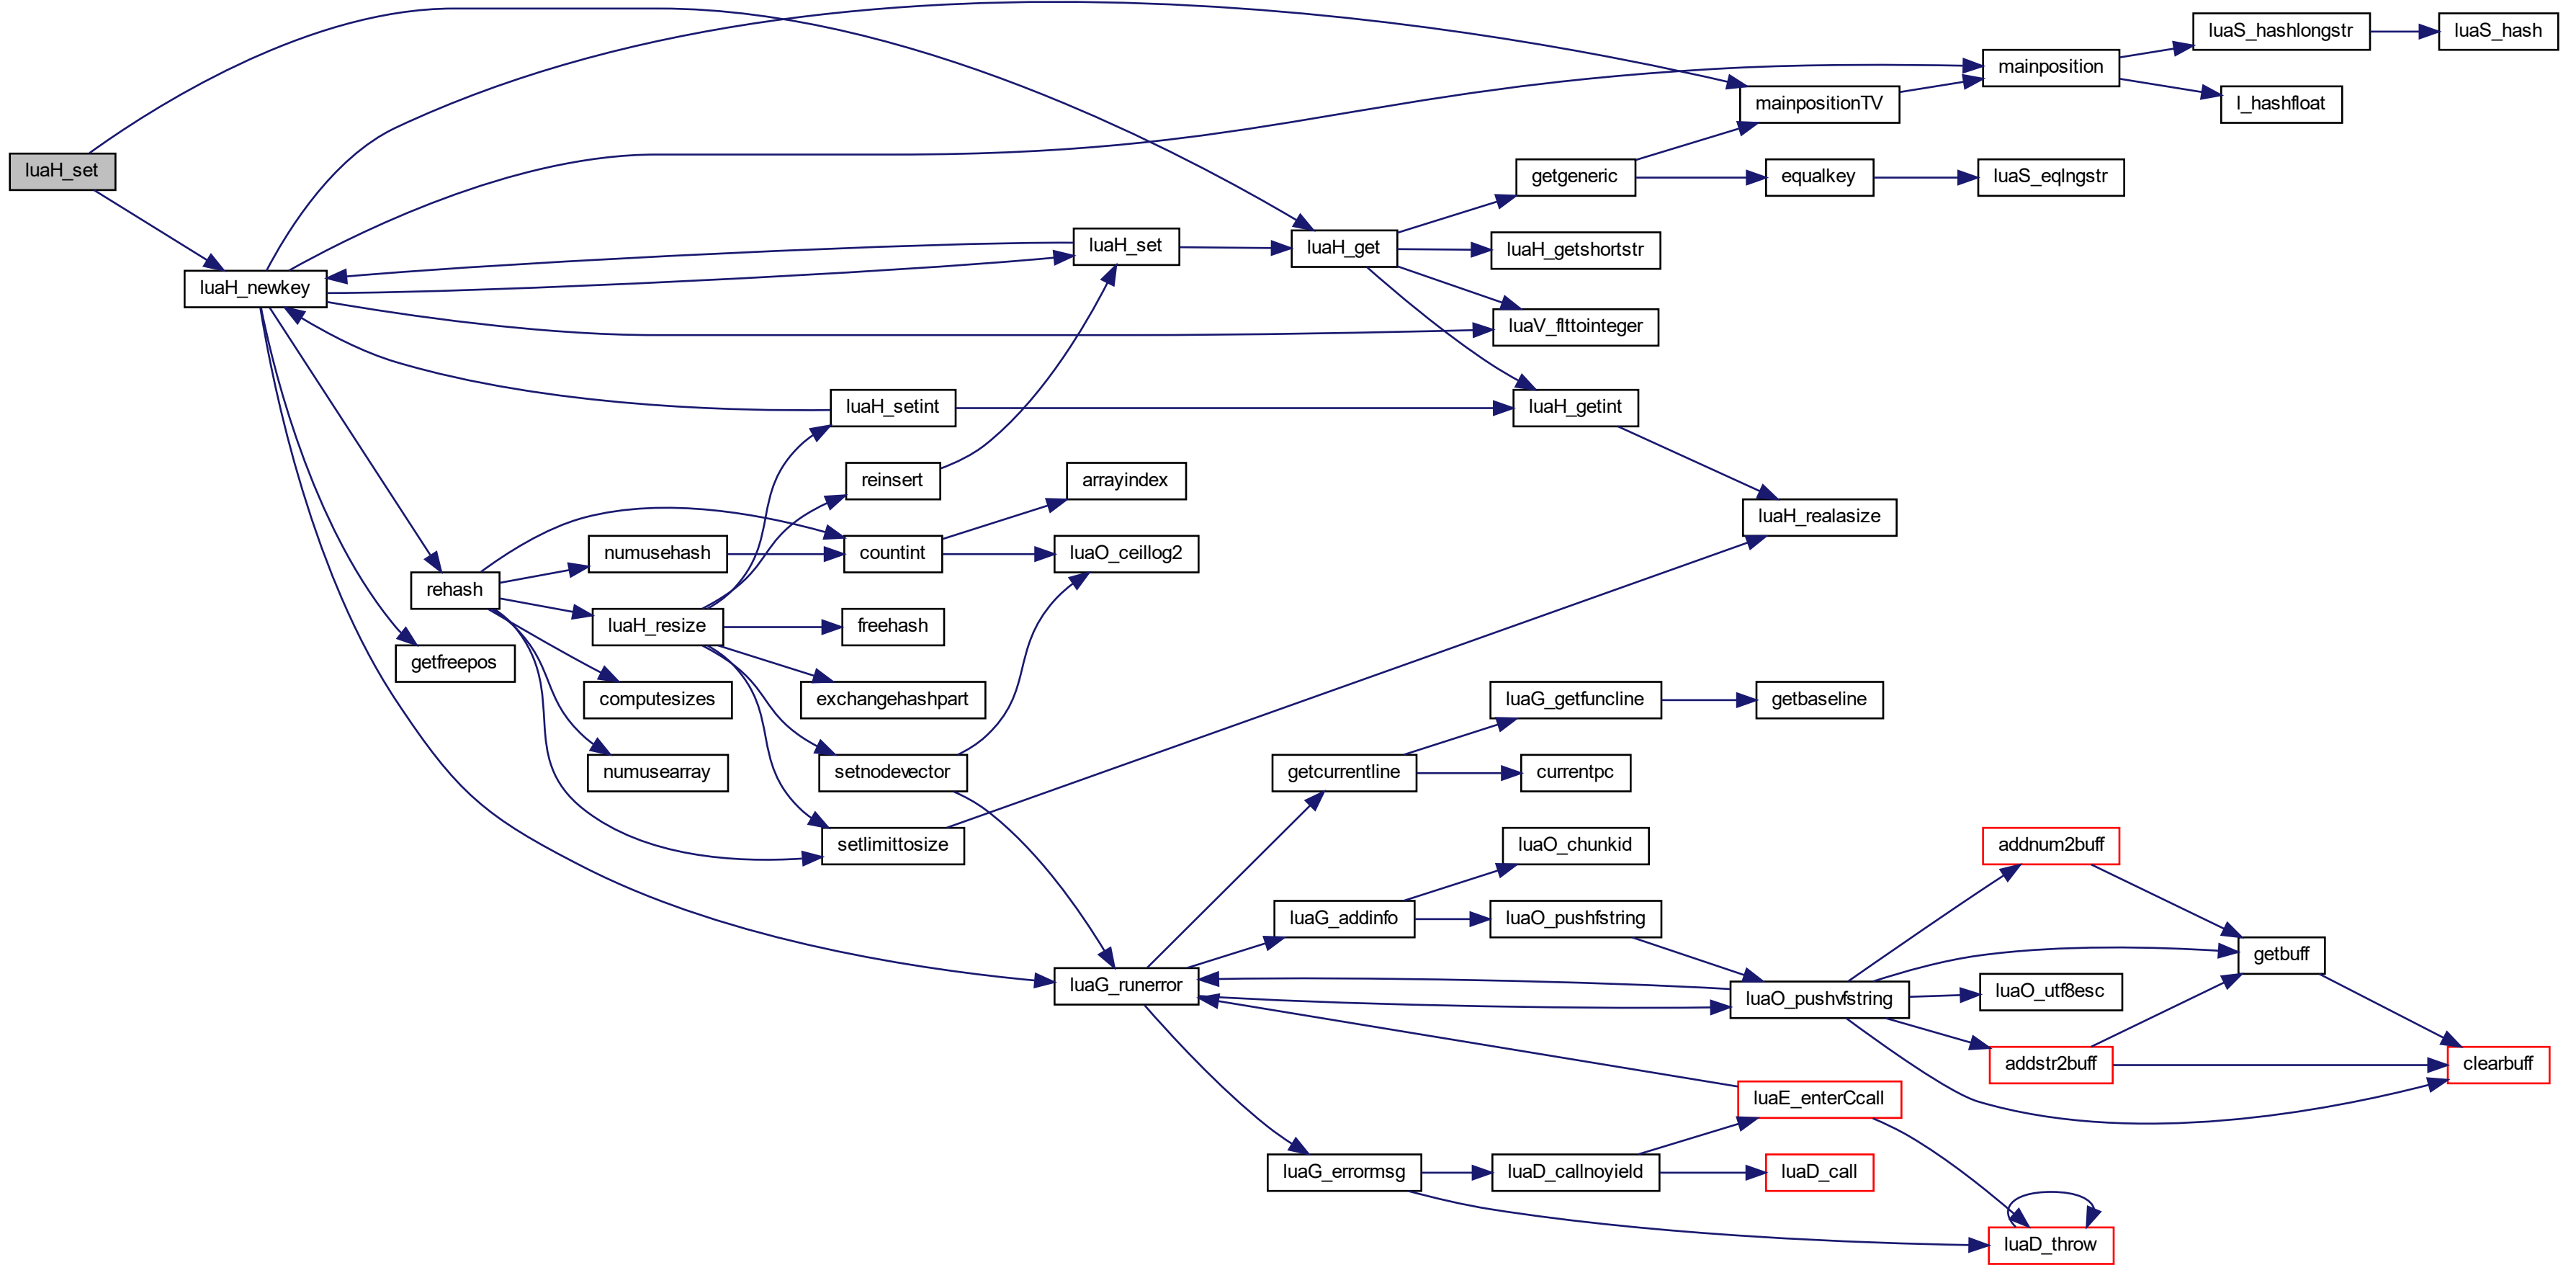 luaS_hashlongstr
luaS_hash
mainposition
mainpositionTV
l_hashfloat
luaH_set
getgeneric
equalkey
luaS_eqlngstr
luaH_set
luaH_get
luaH_getshortstr
luaH_newkey
luaV_flttointeger
luaH_setint
luaH_getint
reinsert
arrayindex
luaH_realasize
numusehash
countint
luaO_ceillog2
rehash
luaH_resize
freehash
getfreepos
computesizes
exchangehashpart
luaG_getfuncline
getbaseline
numusearray
setnodevector
getcurrentline
currentpc
setlimittosize
luaO_chunkid
addnum2buff
luaG_addinfo
luaO_pushfstring
getbuff
luaG_runerror
luaO_pushvfstring
luaO_utf8esc
addstr2buff
clearbuff
luaE_enterCcall
luaG_errormsg
luaD_callnoyield
luaD_call
luaD_throw